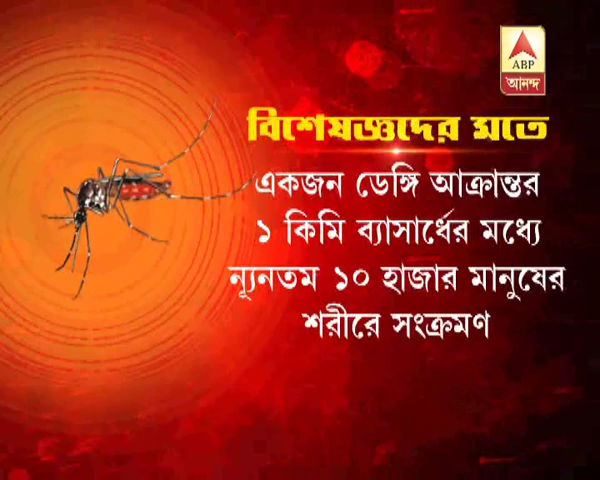 ABP
আনন্দ
বিশেষজ্ঞদের মতে
একজন ডেঙ্গি আক্রান্তর
১ কিমি ব্যাসার্ধের মধ্যে
ন্যূনতম ১০ হাজার মানুষের
শরীরে সংক্রমণ